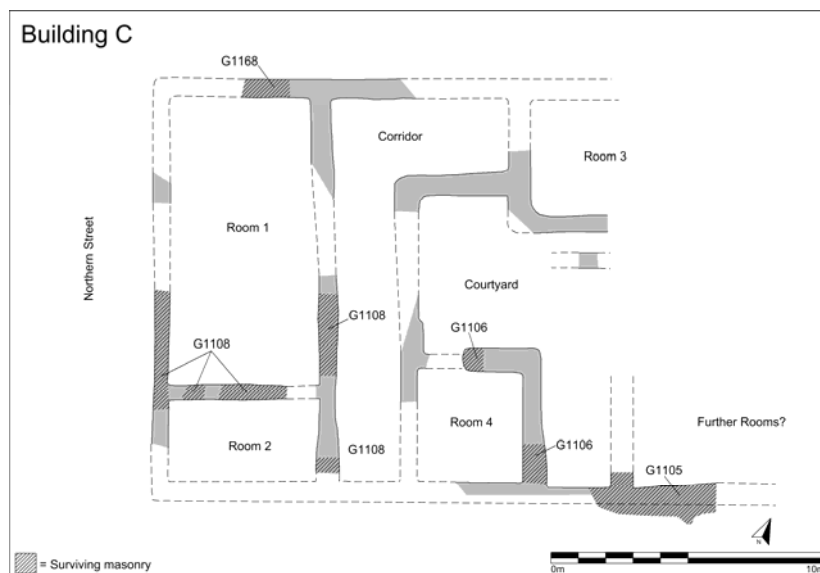 Building C
G1168
Corridor
Room 3
Northern Street
Room 1
Courtyard
G1108
G1106
G1108
Room 2
G1108
Room 4
G1106
Further Rooms?
G1105
N
= Surviving masonry
0m
10m